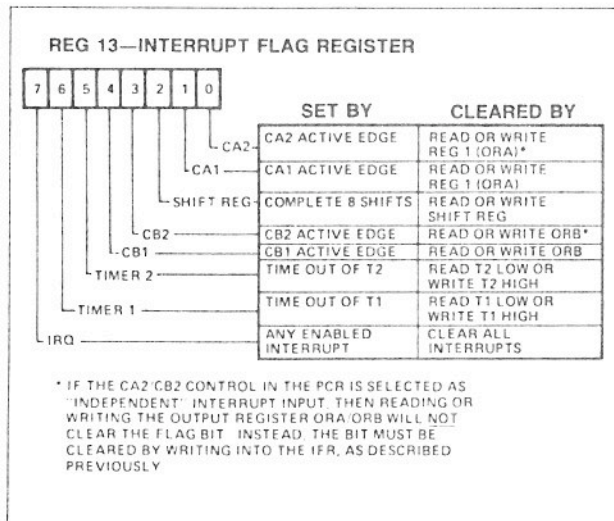 REG 13—INTERRUPT FLAG REGISTER
7 6 5 4 3 2 1 0
SET BY CLEARED BY
CA2 CA2 ACTIVE EDGE READ OR WRITE
REG 1 (ORA)*
CA1 CA1 ACTIVE EDGE READ OR WRITE
REG 1 (ORA)
SHIFT REG COMPLETE 8 SHIFTS READ OR WRITE
SHIFT REG
CB2 CB2 ACTIVE EDGE READ OR WRITE ORB*
CB1 CB1 ACTIVE EDGE READ OR WRITE ORB
TIMER 2 TIME OUT OF T2 READ T2 LOW OR
WRITE T2 HIGH
TIMER 1 TIME OUT OF T1 READ T1 LOW OR
WRITE T1 HIGH
IRQ ANY ENABLED CLEAR ALL
INTERRUPT INTERRUPTS
* IF THE CA2/CB2 CONTROL IN THE PCR IS SELECTED AS
"INDEPENDENT" INTERRUPT INPUT, THEN READING OR
WRITING THE OUTPUT REGISTER ORA/ORB WILL NOT
CLEAR THE FLAG BIT. INSTEAD, THE BIT MUST BE
CLEARED BY WRITING INTO THE IFR, AS DESCRIBED
PREVIOUSLY